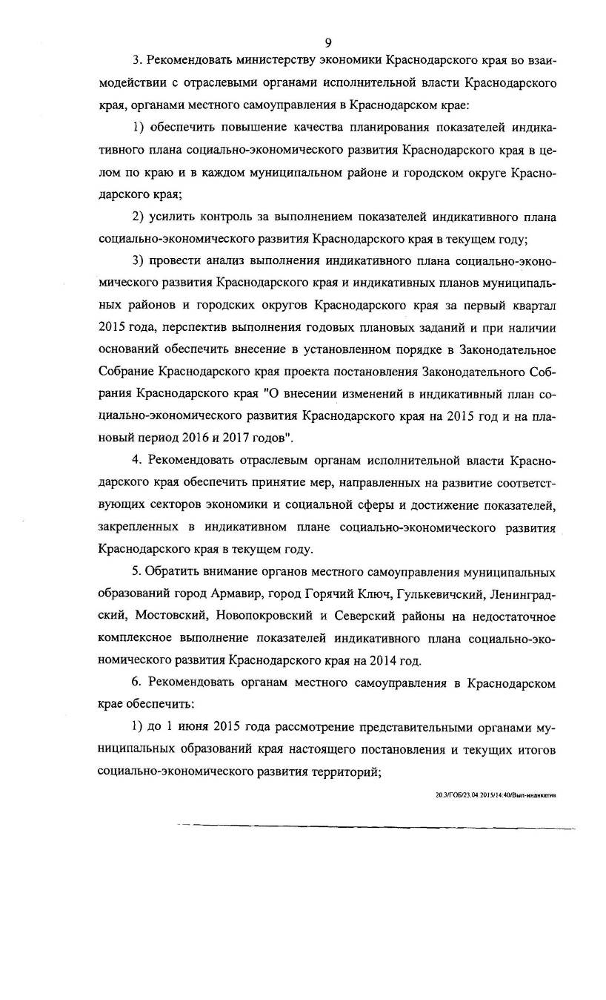 9
3. Рекомендовать министерству экономики Краснодарского края во взаи-
модействии с отраслевыми органами исполнительной власти Краснодарского
края, органами местного самоуправления в Краснодарском крае:
1) обеспечить повышение качества планирования показателей индика-
тивного плана социально-экономического развития Краснодарского края в це-
лом по краю и в каждом муниципальном районе и городском округе Красно-
дарского края;
2) усилить контроль за выполнением показателей индикативного плана
социально-экономического развития Краснодарского края в текущем году;
3) провести анализ выполнения индикативного плана социально-эконо-
мического развития Краснодарского края и индикативных планов муниципаль-
ных районов и городских округов Краснодарского края за первый квартал
2015 года, перспектив выполнения годовых плановых заданий и при наличии
оснований обеспечить внесение в установленном порядке в Законодательное
Собрание Краснодарского края проекта постановления Законодательного Соб-
рания Краснодарского края "О внесении изменений в индикативный план со-
циально-экономического развития Краснодарского края на 2015 год и на пла-
новый период 2016 и 2017 годов".
4. Рекомендовать отраслевым органам исполнительной власти Красно-
дарского края обеспечить принятие мер, направленных на развитие соответст-
вующих секторов экономики и социальной сферы и достижение показателей,
закрепленных в индикативном плане социально-экономического развития
Краснодарского края в текущем году.
5. Обратить внимание органов местного самоуправления муниципальных
образований город Армавир, город Горячий Ключ, Гулькевичский, Ленинград-
ский, Мостовский, Новопокровский и Северский районы на недостаточное
комплексное выполнение показателей индикативного плана социально-эко-
номического развития Краснодарского края на 2014 год.
6. Рекомендовать органам местного самоуправления в Краснодарском
крае обеспечить:
1) до 1 июня 2015 года рассмотрение представительными органами му-
ниципальных образований края настоящего постановления и текущих итогов
социально-экономического развития территорий;
20.3/ГОБ/23.04.2015/14:40/Вып-индикатив